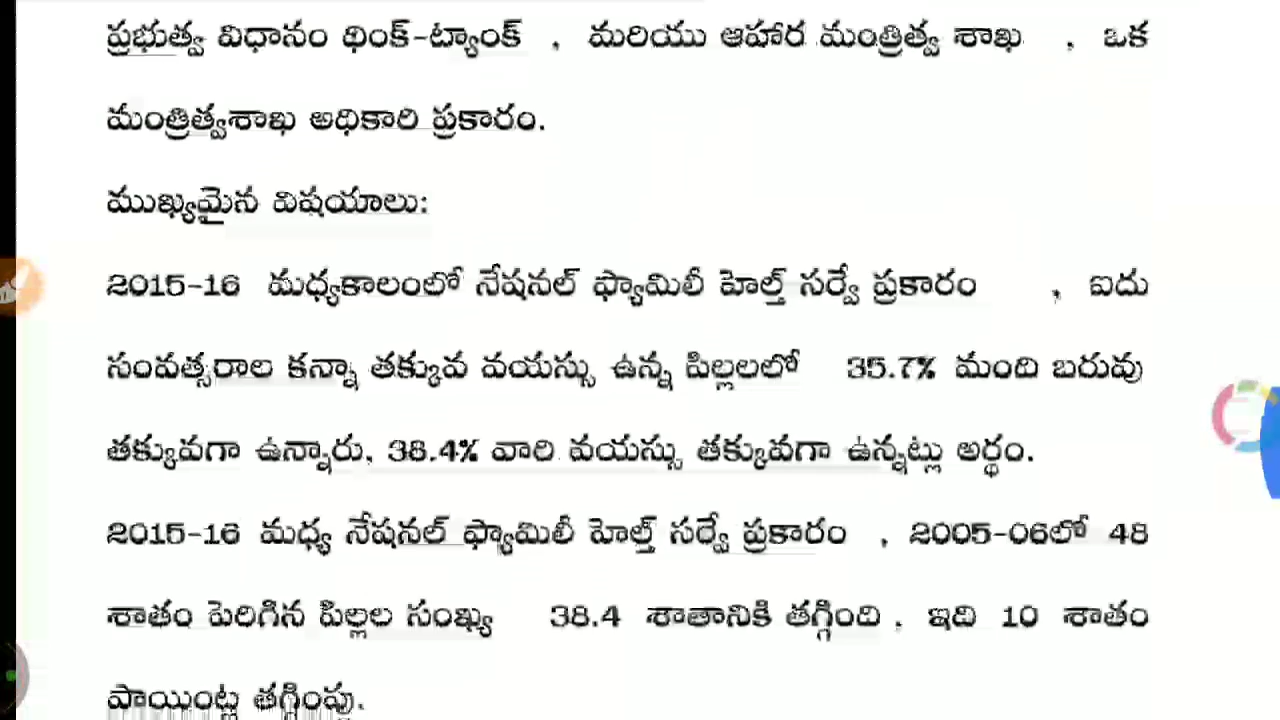 ప్రభుత్వ విధానం థింక్-ట్యాంక్ , మరియు ఆహార మంత్రిత్వ శాఖ , ఒక
మంత్రిత్వశాఖ అధికారి ప్రకారం.
ముఖ్యమైన విషయాలు:
2015-16 మధ్యకాలంలో నేషనల్ ఫ్యామిలీ హెల్త్ సర్వే ప్రకారం , ఐదు
సంవత్సరాల కన్నా తక్కువ వయస్సు ఉన్న పిల్లలలో 35.7% మంది బరువు
తక్కువగా ఉన్నారు, 38.4% వారి వయస్సు తక్కువగా ఉన్నట్లు అర్థం.
2015-16 మధ్య నేషనల్ ఫ్యామిలీ హెల్త్ సర్వే ప్రకారం , 2005-06లో 48
శాతం పెరిగిన పిల్లల సంఖ్య 38.4 శాతానికి తగ్గింది , ఇది 10 శాతం
పాయింట్ల తగ్గింపు.